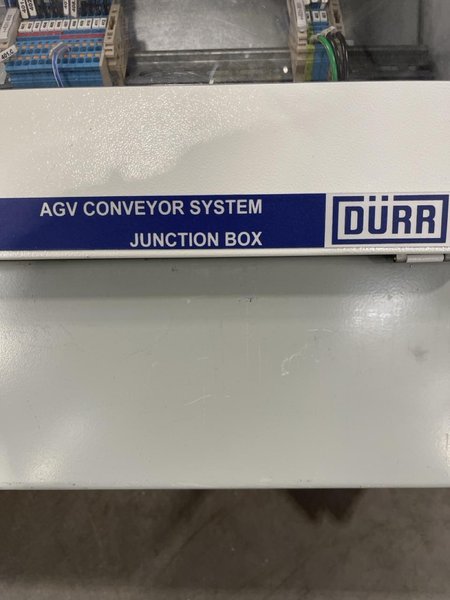 AGV CONVEYOR SYSTEM
JUNCTION BOX
DÜRR